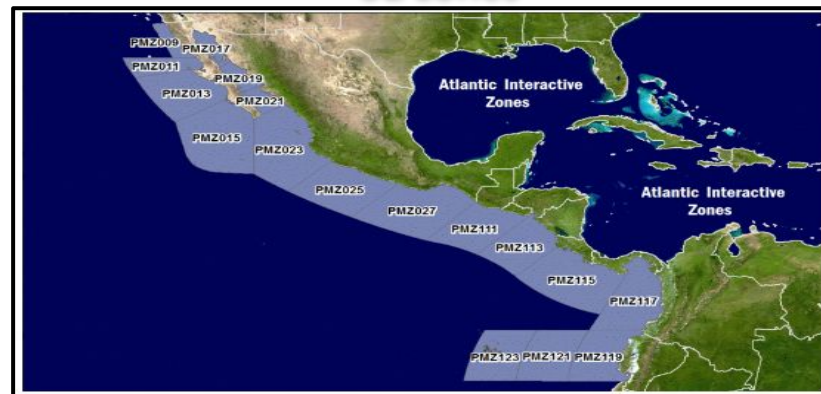 PMZ009
PMZ017
PMZ011
PMZ019
PMZ013
PMZ021
PMZ015
PMZ023
PMZ025
PMZ027
PMZ111
PMZ113
PMZ115
PMZ117
PMZ123
PMZ121
PMZ119
Atlantic Interactive
Zones
Atlantic Interactive
Zones